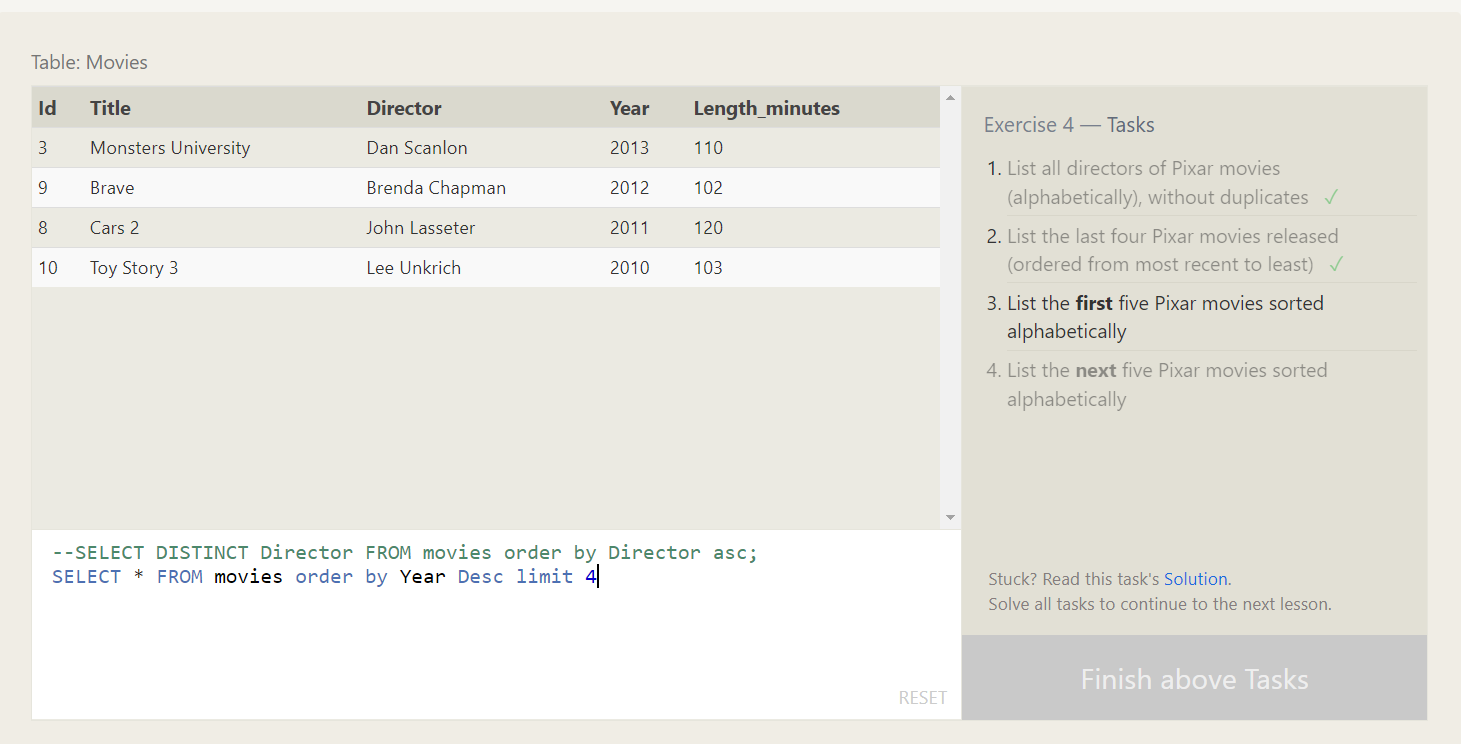 Table: Movies
Id Title Director Year Length_minutes
3 Monsters University Dan Scanlon 2013 110
9 Brave Brenda Chapman 2012 102
8 Cars 2 John Lasseter 2011 120
10 Toy Story 3 Lee Unkrich 2010 103
--SELECT DISTINCT Director FROM movies order by Director asc;
SELECT * FROM movies order by Year Desc limit 4
RESET
Exercise 4 — Tasks
1. List all directors of Pixar movies
(alphabetically), without duplicates ✓
2. List the last four Pixar movies released
(ordered from most recent to least) ✓
3. List the first five Pixar movies sorted
alphabetically
4. List the next five Pixar movies sorted
alphabetically
Stuck? Read this task's Solution.
Solve all tasks to continue to the next lesson.
Finish above Tasks